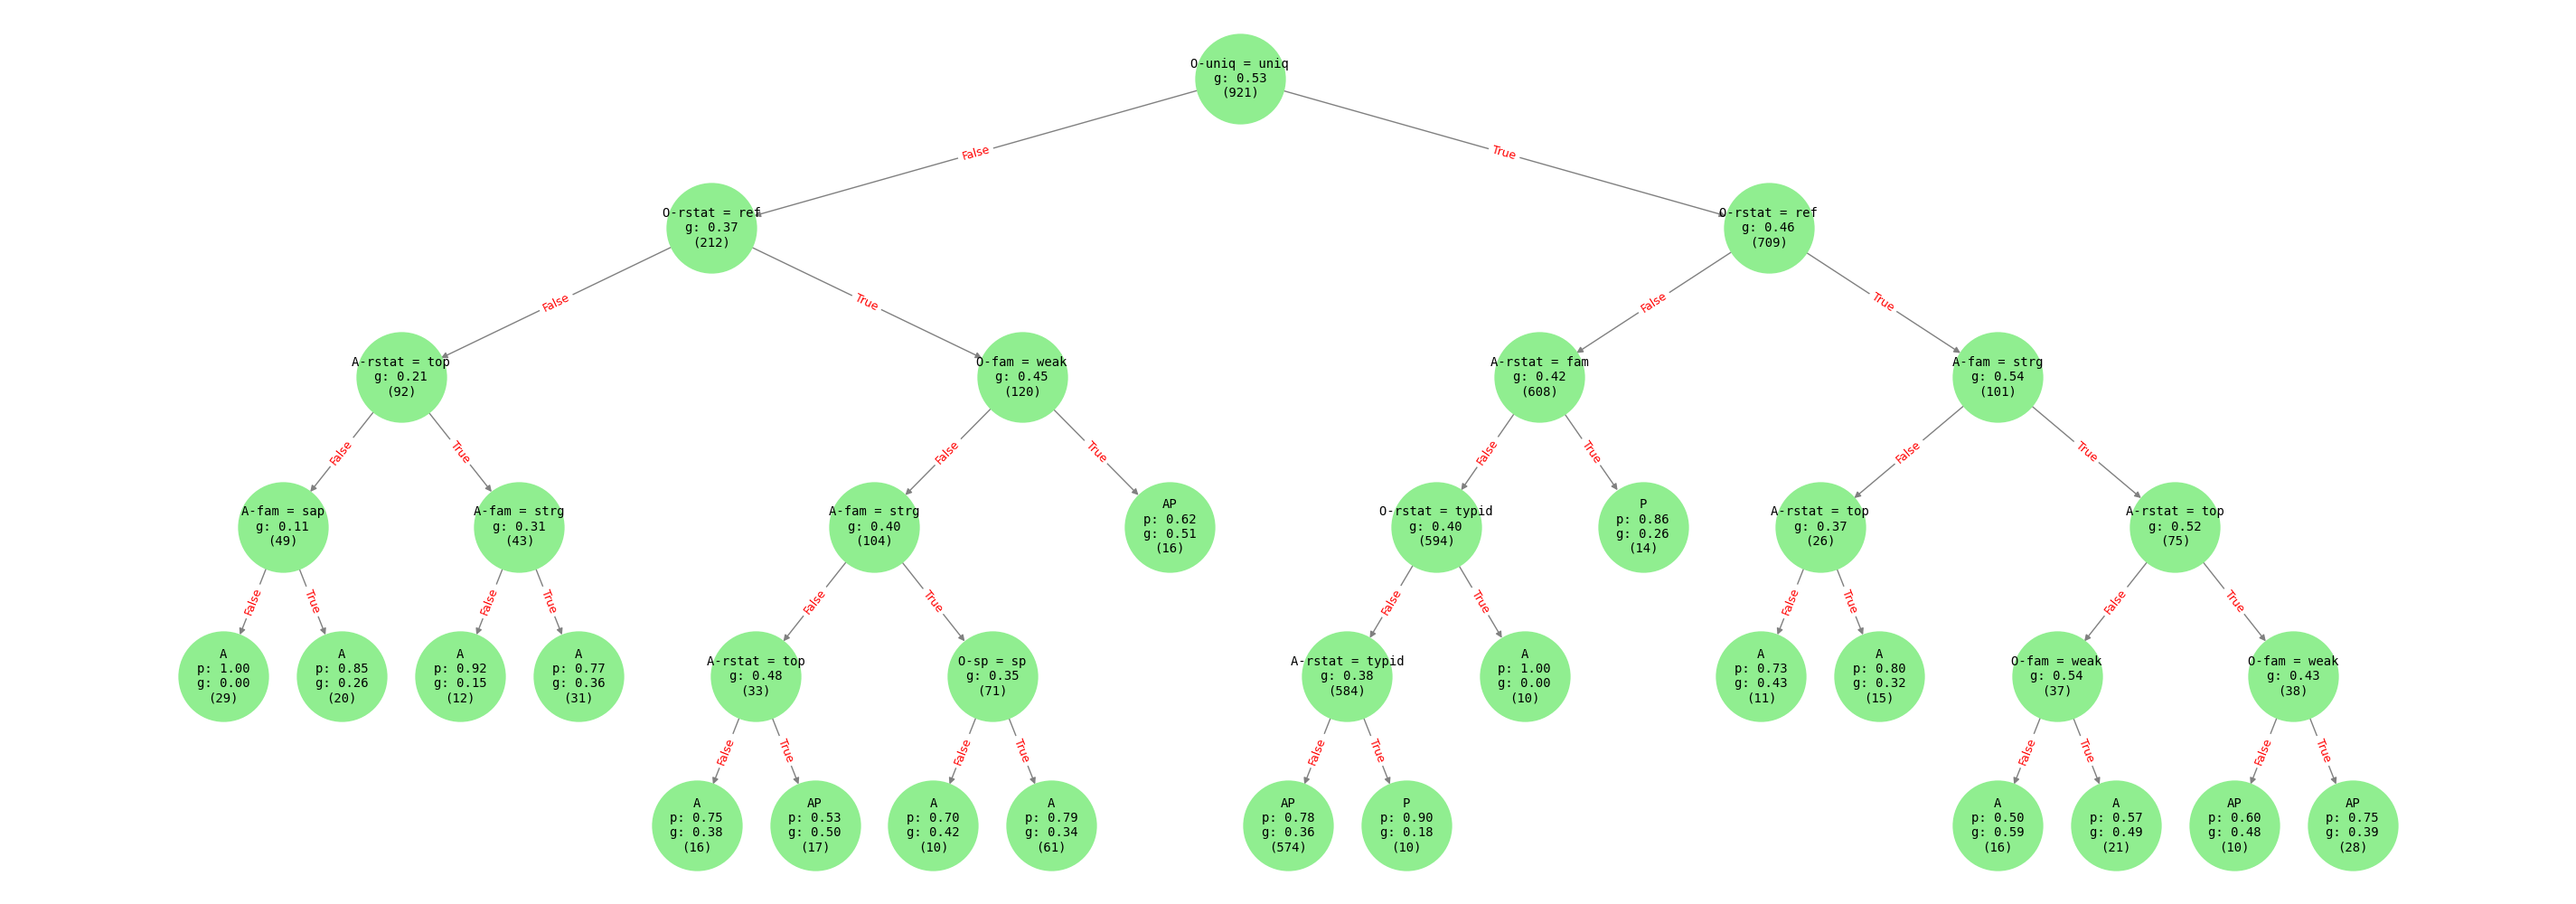 O-uniq = uniq
g: 0.53
(921)
False
True
O-rstat = ref
g: 0.37
(212)
O-rstat = ref
g: 0.46
(709)
False
True
False
True
A-rstat = top
g: 0.21
(92)
O-fam = weak
g: 0.45
(120)
A-rstat = fam
g: 0.42
(608)
A-fam = strg
g: 0.54
(101)
False
True
False
True
False
True
False
True
A-fam = sap
g: 0.11
(49)
A-fam = strg
g: 0.31
(43)
A-fam = strg
g: 0.40
(104)
AP
p: 0.62
g: 0.51
(16)
O-rstat = typid
g: 0.40
(594)
P
p: 0.86
g: 0.26
(14)
A-rstat = top
g: 0.37
(26)
A-rstat = top
g: 0.52
(75)
False
True
False
True
False
True
False
True
False
True
False
True
A
p: 1.00
g: 0.00
(29)
A
p: 0.85
g: 0.26
(20)
A
p: 0.92
g: 0.15
(12)
A
p: 0.77
g: 0.36
(31)
A-rstat = top
g: 0.48
(33)
O-sp = sp
g: 0.35
(71)
A-rstat = typid
g: 0.38
(584)
A
p: 1.00
g: 0.00
(10)
A
p: 0.73
g: 0.43
(11)
A
p: 0.80
g: 0.32
(15)
O-fam = weak
g: 0.54
(37)
O-fam = weak
g: 0.43
(38)
False
True
False
True
False
True
False
True
False
True
A
p: 0.75
g: 0.38
(16)
AP
p: 0.53
g: 0.50
(17)
A
p: 0.70
g: 0.42
(10)
A
p: 0.79
g: 0.34
(61)
AP
p: 0.78
g: 0.36
(574)
P
p: 0.90
g: 0.18
(10)
A
p: 0.50
g: 0.59
(16)
A
p: 0.57
g: 0.49
(21)
AP
p: 0.60
g: 0.48
(10)
AP
p: 0.75
g: 0.39
(28)